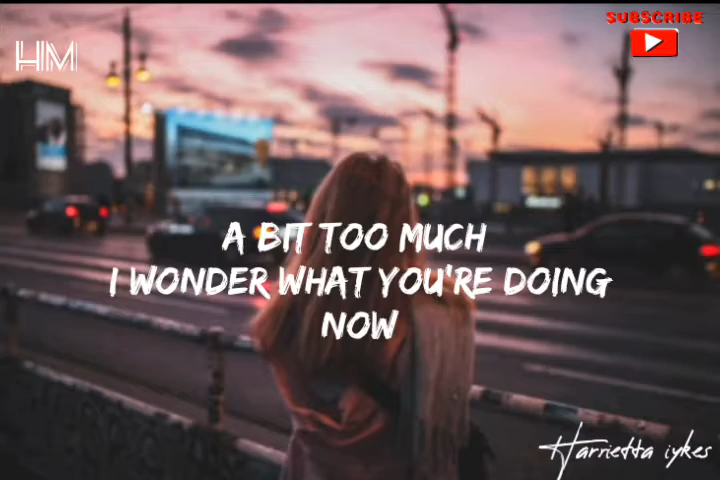 HM
SUBSCRIBE
A BIT TOO MUCH
I WONDER WHAT YOU'RE DOING
NOW
Harrietta iykes